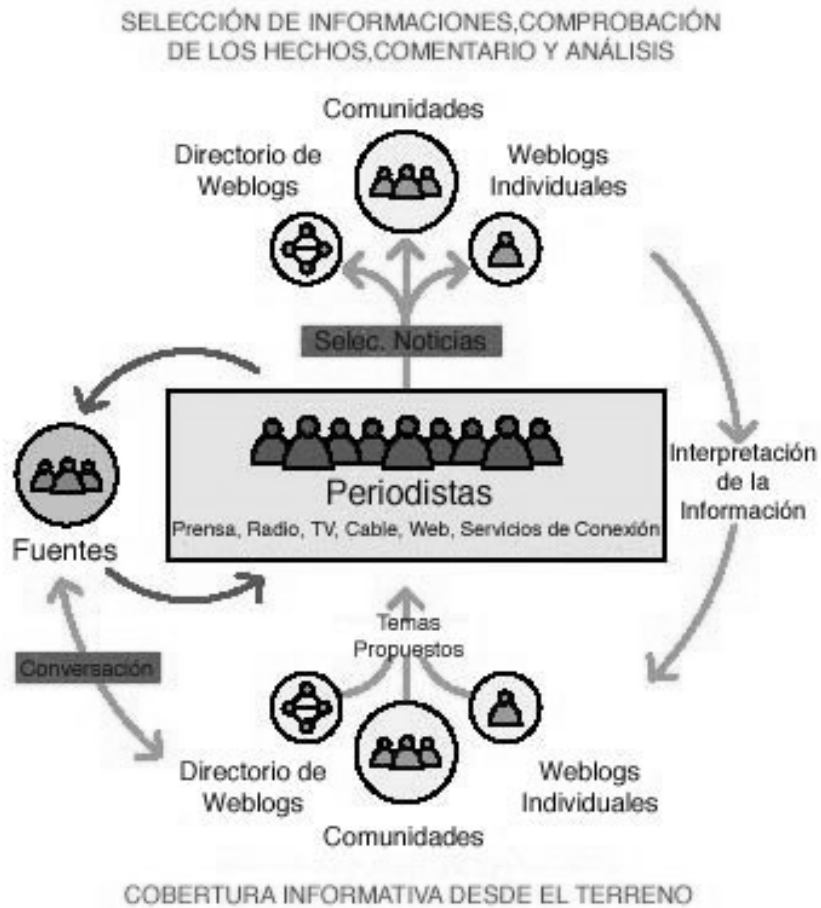 SELECCIÓN DE INFORMACIONES,COMPROBACIÓN
DE LOS HECHOS,COMENTARIO Y ANÁLISIS
Comunidades
Directorio de
Weblogs
Weblogs
Individuales
Selec. Noticias
Periodistas
Prensa, Radio, TV, Cable, Web, Servicios de Conexión
Fuentes
Interpretación
de la
Información
Conversación
Temas
Propuestos
Directorio de
Weblogs
Comunidades
Weblogs
Individuales
COBERTURA INFORMATIVA DESDE EL TERRENO